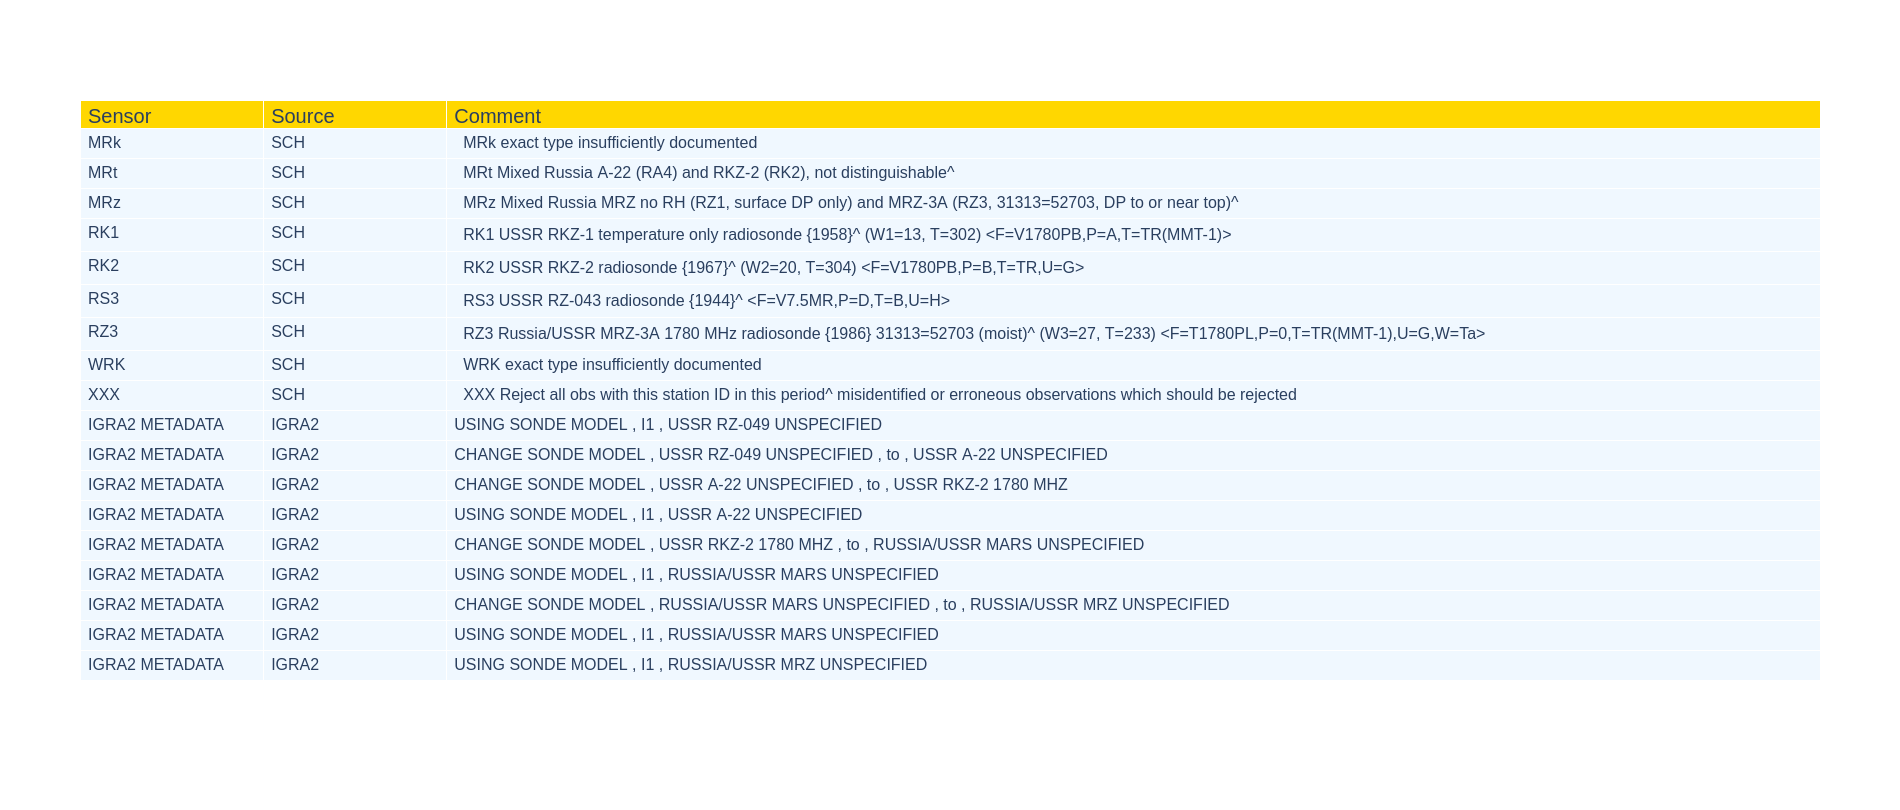 Sensor Source Comment
MRk SCH MRk exact type insufficiently documented
MRt SCH MRt Mixed Russia A-22 (RA4) and RKZ-2 (RK2), not distinguishable^
MRz SCH MRz Mixed Russia MRZ no RH (RZ1, surface DP only) and MRZ-3A (RZ3, 31313=52703, DP to or near top)^
RK1 SCH RK1 USSR RKZ-1 temperature only radiosonde {1958}^ (W1=13, T=302) <F=V1780PB,P=A,T=TR(MMT-1)>
RK2 SCH RK2 USSR RKZ-2 radiosonde {1967}^ (W2=20, T=304) <F=V1780PB,P=B,T=TR,U=G>
RS3 SCH RS3 USSR RZ-043 radiosonde {1944}^ <F=V7.5MR,P=D,T=B,U=H>
RZ3 SCH RZ3 Russia/USSR MRZ-3A 1780 MHz radiosonde {1986} 31313=52703 (moist)^ (W3=27, T=233) <F=T1780PL,P=0,T=TR(MMT-1),U=G,W=Ta>
WRK SCH WRK exact type insufficiently documented
XXX SCH XXX Reject all obs with this station ID in this period^ misidentified or erroneous observations which should be rejected
IGRA2 METADATA IGRA2 USING SONDE MODEL , I1 , USSR RZ-049 UNSPECIFIED
IGRA2 METADATA IGRA2 CHANGE SONDE MODEL , USSR RZ-049 UNSPECIFIED , to , USSR A-22 UNSPECIFIED
IGRA2 METADATA IGRA2 CHANGE SONDE MODEL , USSR A-22 UNSPECIFIED , to , USSR RKZ-2 1780 MHZ
IGRA2 METADATA IGRA2 USING SONDE MODEL , I1 , USSR A-22 UNSPECIFIED
IGRA2 METADATA IGRA2 CHANGE SONDE MODEL , USSR RKZ-2 1780 MHZ , to , RUSSIA/USSR MARS UNSPECIFIED
IGRA2 METADATA IGRA2 USING SONDE MODEL , I1 , RUSSIA/USSR MARS UNSPECIFIED
IGRA2 METADATA IGRA2 CHANGE SONDE MODEL , RUSSIA/USSR MARS UNSPECIFIED , to , RUSSIA/USSR MRZ UNSPECIFIED
IGRA2 METADATA IGRA2 USING SONDE MODEL , I1 , RUSSIA/USSR MARS UNSPECIFIED
IGRA2 METADATA IGRA2 USING SONDE MODEL , I1 , RUSSIA/USSR MRZ UNSPECIFIED